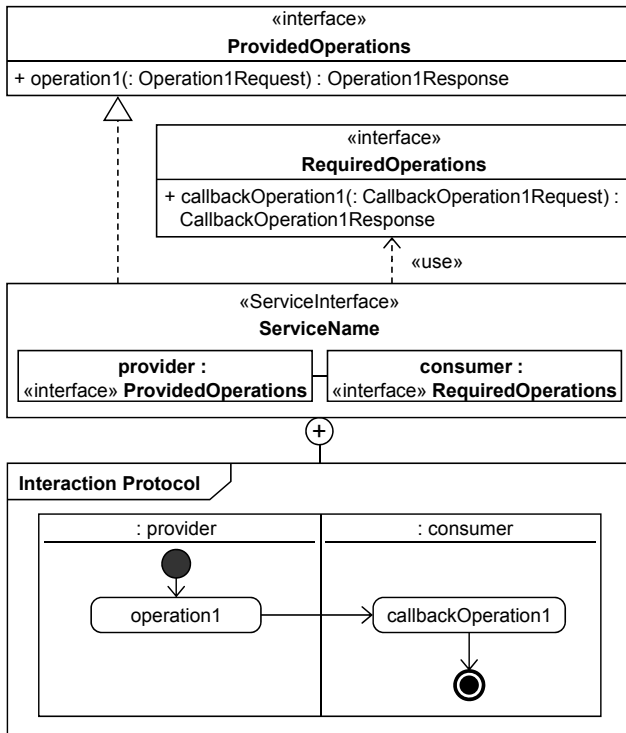 «interface»
ProvidedOperations
+ operation1(: Operation1Request) : Operation1Response
«interface»
RequiredOperations
+ callbackOperation1(: CallbackOperation1Request) :
CallbackOperation1Response
«use»
«ServiceInterface»
ServiceName
provider :
«interface» ProvidedOperations
consumer :
«interface» RequiredOperations
+
Interaction Protocol
: provider
: consumer
operation1
callbackOperation1